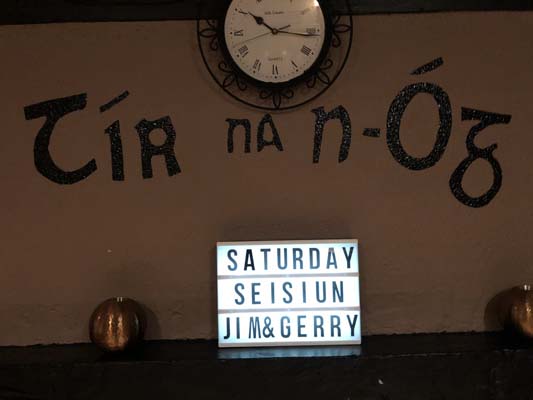 Tír na n-Óg
SATURDAY
SEISIUN
JIM&GERRY